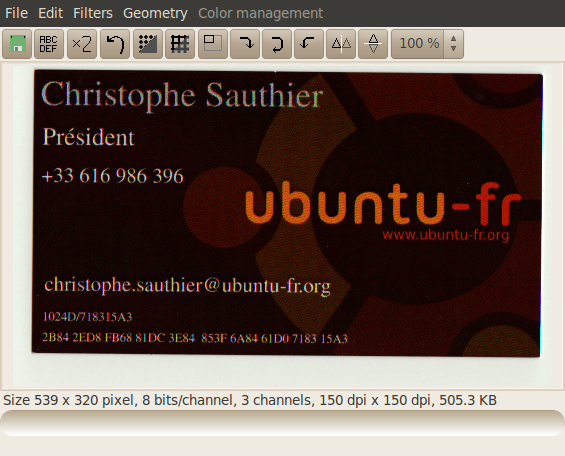 File Edit Filters Geometry Color management
ABC DEF ×2 100 %
Christophe Sauthier
Président
+33 616 986 396
ubuntu-fr
www.ubuntu-fr.org
christophe.sauthier@ubuntu-fr.org
1024D/718315A3
2B84 2ED8 FB68 81DC 3E84 853F 6A84 61D0 7183 15A3
Size 539 x 320 pixel, 8 bits/channel, 3 channels, 150 dpi x 150 dpi, 505.3 KB